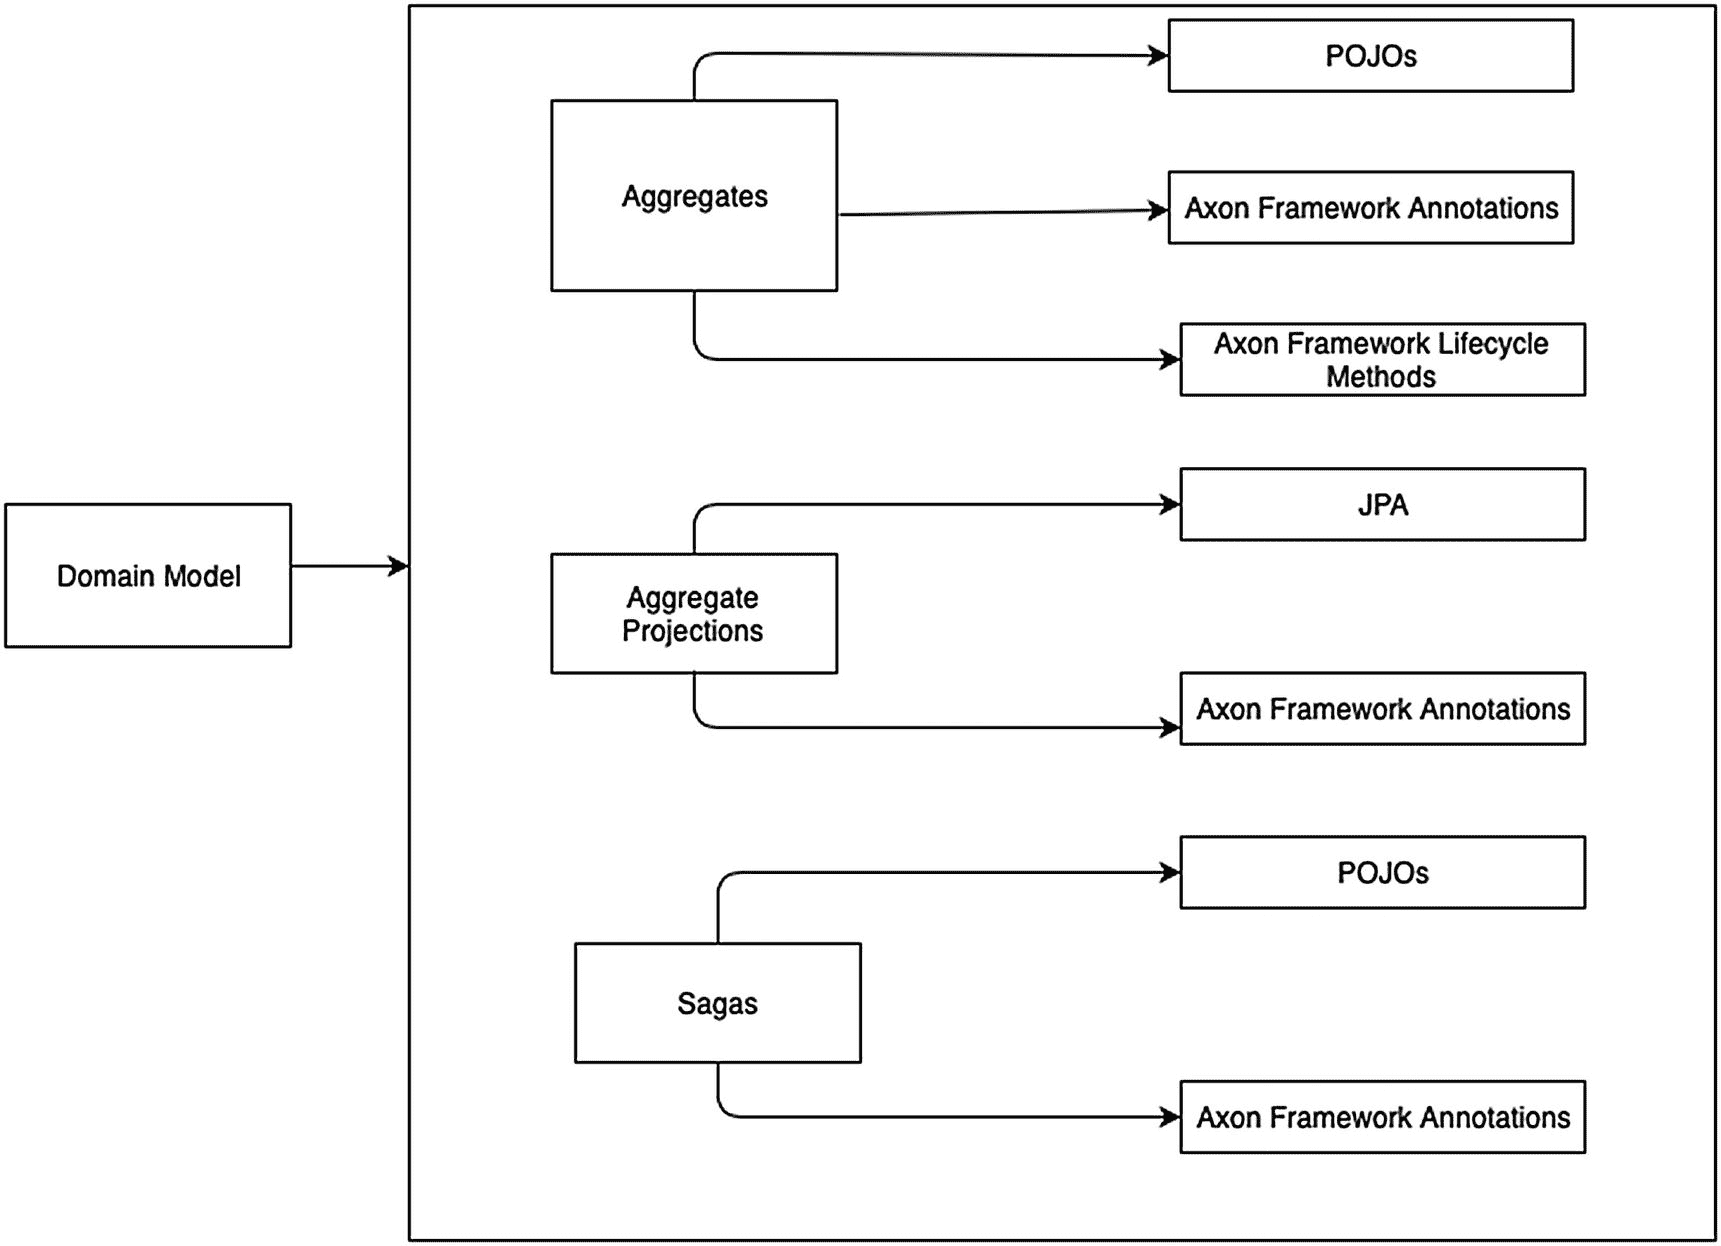 POJOs
Aggregates
Axon Framework Annotations
Axon Framework Lifecycle
Methods
Domain Model
JPA
Aggregate
Projections
Axon Framework Annotations
POJOs
Sagas
Axon Framework Annotations